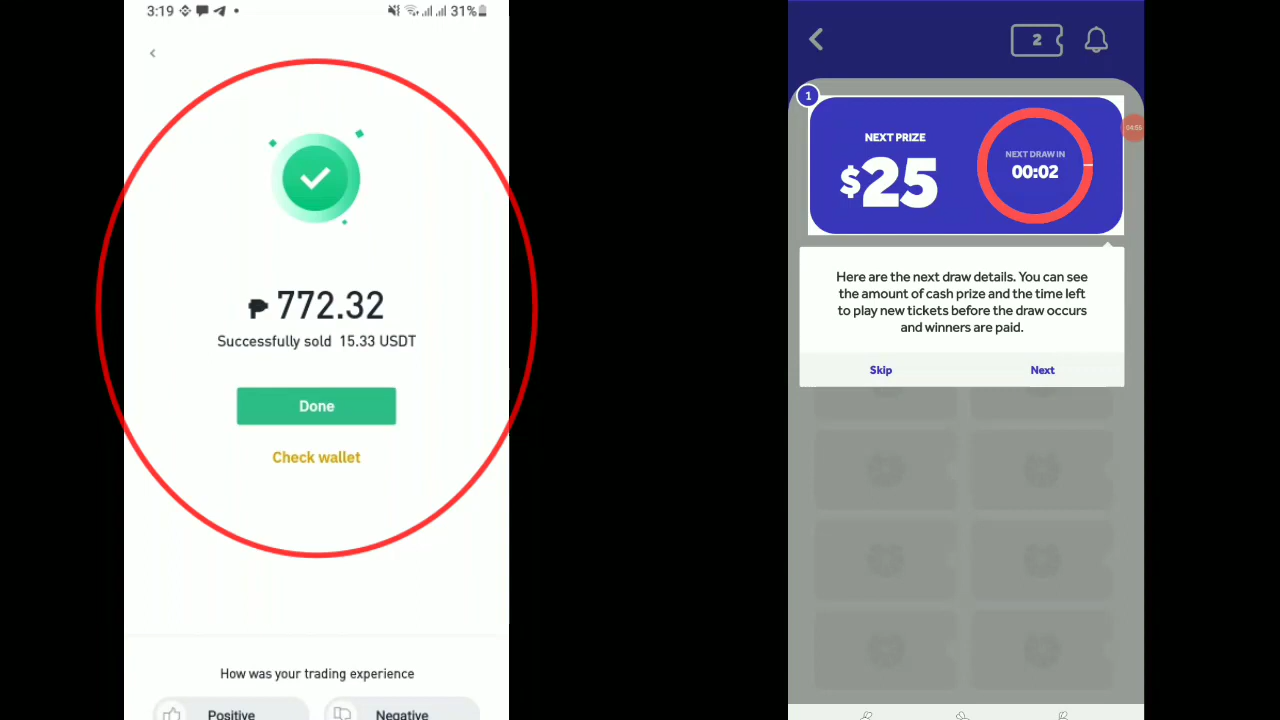 3:19
31%
₱ 772.32
Successfully sold 15.33 USDT
Done
Check wallet
How was your trading experience
Positive
Negative
2
1
NEXT PRIZE
$25
NEXT DRAW IN
00:02
04:55
Here are the next draw details. You can see
the amount of cash prize and the time left
to play new tickets before the draw occurs
and winners are paid.
Skip
Next